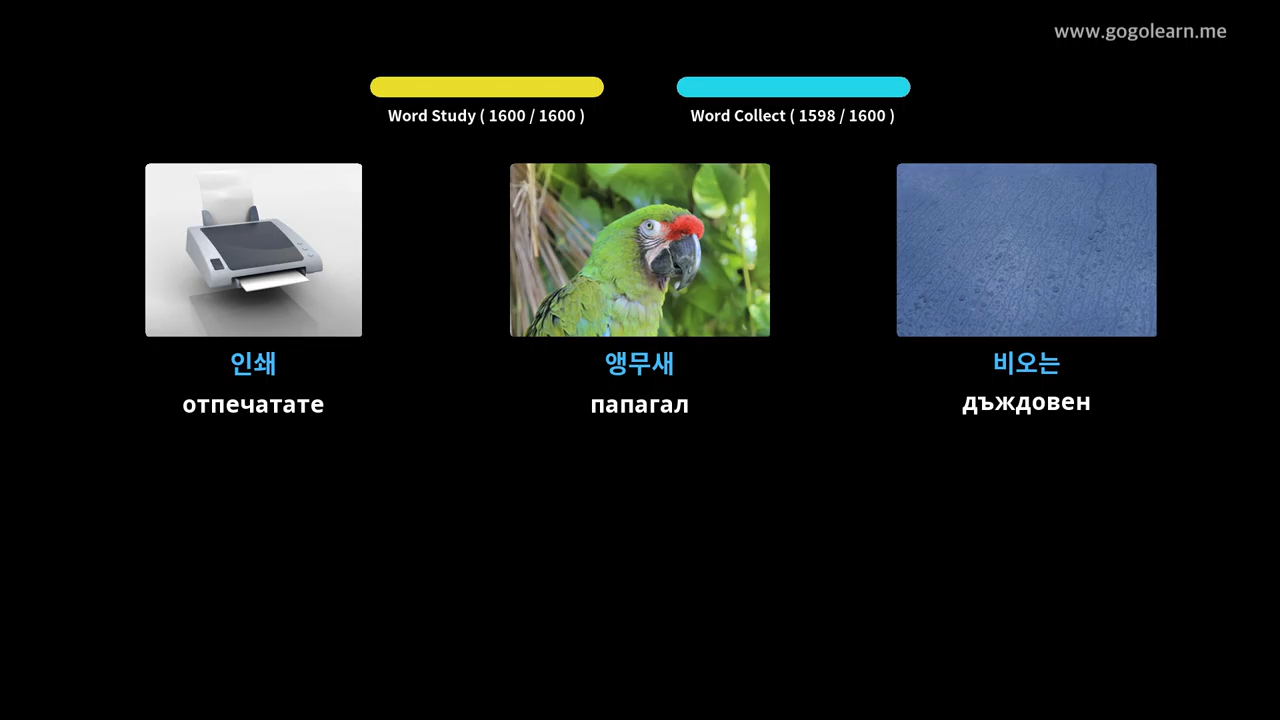 www.gogolearn.me
Word Study ( 1600 / 1600 )
Word Collect ( 1598 / 1600 )
인쇄
отпечатате
앵무새
папагал
비오는
дъждовен